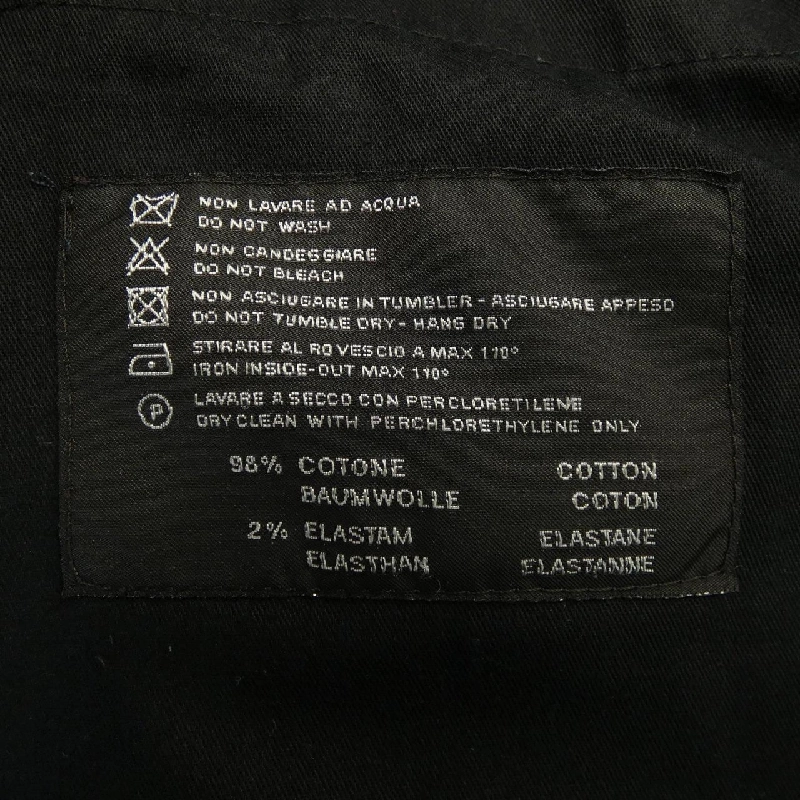 NON LAVARE AD ACQUA
DO NOT WASH
NON CANDEGGIARE
DO NOT BLEACH
NON ASCIUGARE IN TUMBLER - ASCIUGARE APPESO
DO NOT TUMBLE DRY - HANG DRY
STIRARE AL ROVESCIO A MAX 110°
IRON INSIDE-OUT MAX 110°
P
LAVARE A SECCO CON PERCLORETILENE
DRYCLEAN WITH PERCHLORETHYLENE ONLY
98% COTONE COTTON
BAUMWOLLE COTON
2% ELASTAM ELASTANE
ELASTHAN ELASTANNE